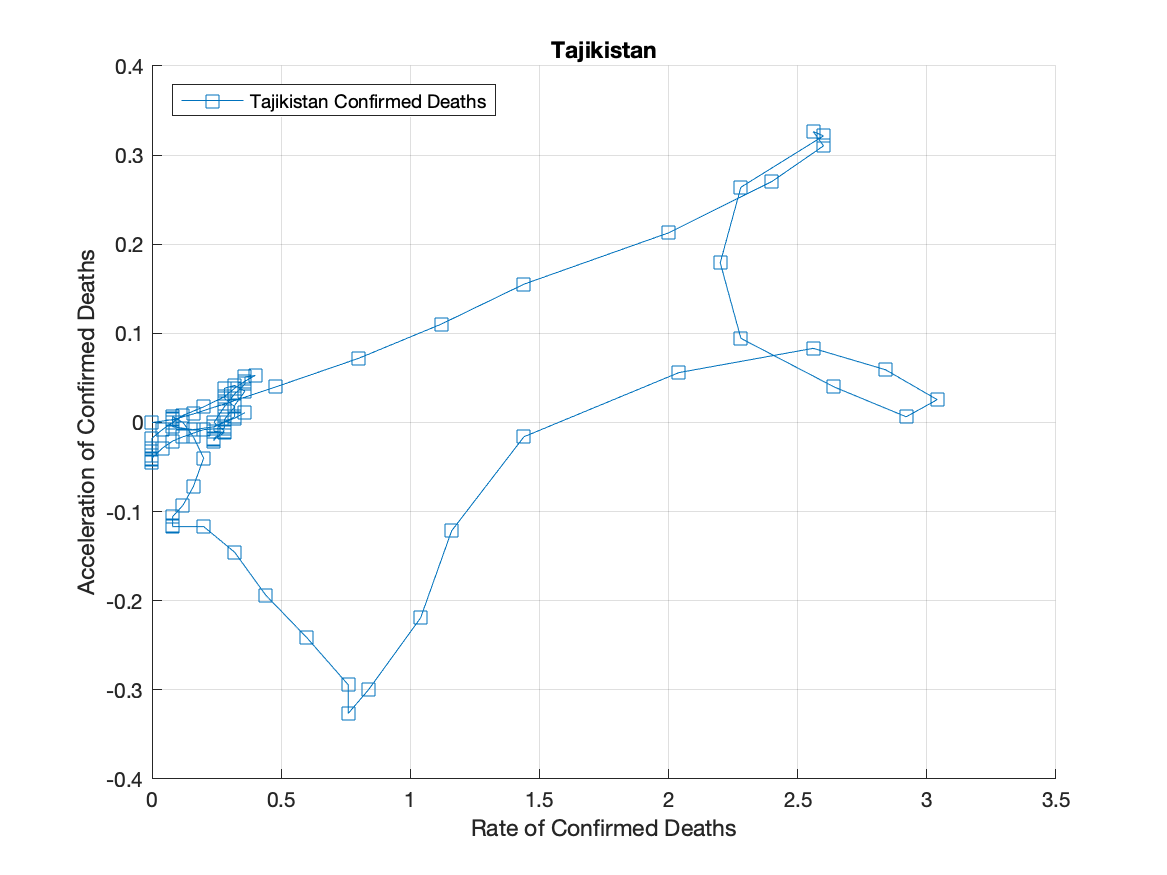 Tajikistan
Tajikistan Confirmed Deaths
0.4
0.3
0.2
0.1
0
-0.1
-0.2
-0.3
-0.4
Acceleration of Confirmed Deaths
0 0.5 1 1.5 2 2.5 3 3.5
Rate of Confirmed Deaths